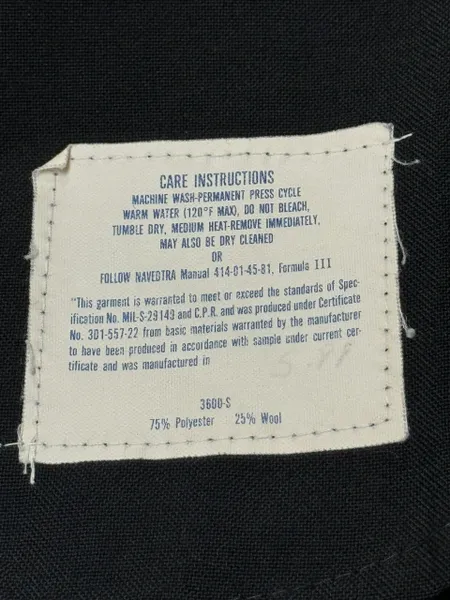 CARE INSTRUCTIONS
MACHINE WASH-PERMANENT PRESS CYCLE
WARM WATER (120°F MAX), DO NOT BLEACH,
TUMBLE DRY, MEDIUM HEAT-REMOVE IMMEDIATELY,
MAY ALSO BE DRY CLEANED
OR
FOLLOW NAVEDTRA Manual 414-01-45-81, Formula III
"This garment is warranted to meet or exceed the standards of Spec-
ification No. MIL-S-29149 and C.P.R. and was produced under Certificate
No. 301-557-22 from basic materials warranted by the manufacturer
to have been produced in accordance with sample under current cer-
tificate and was manufactured in
3600-S
75% Polyester 25% Wool